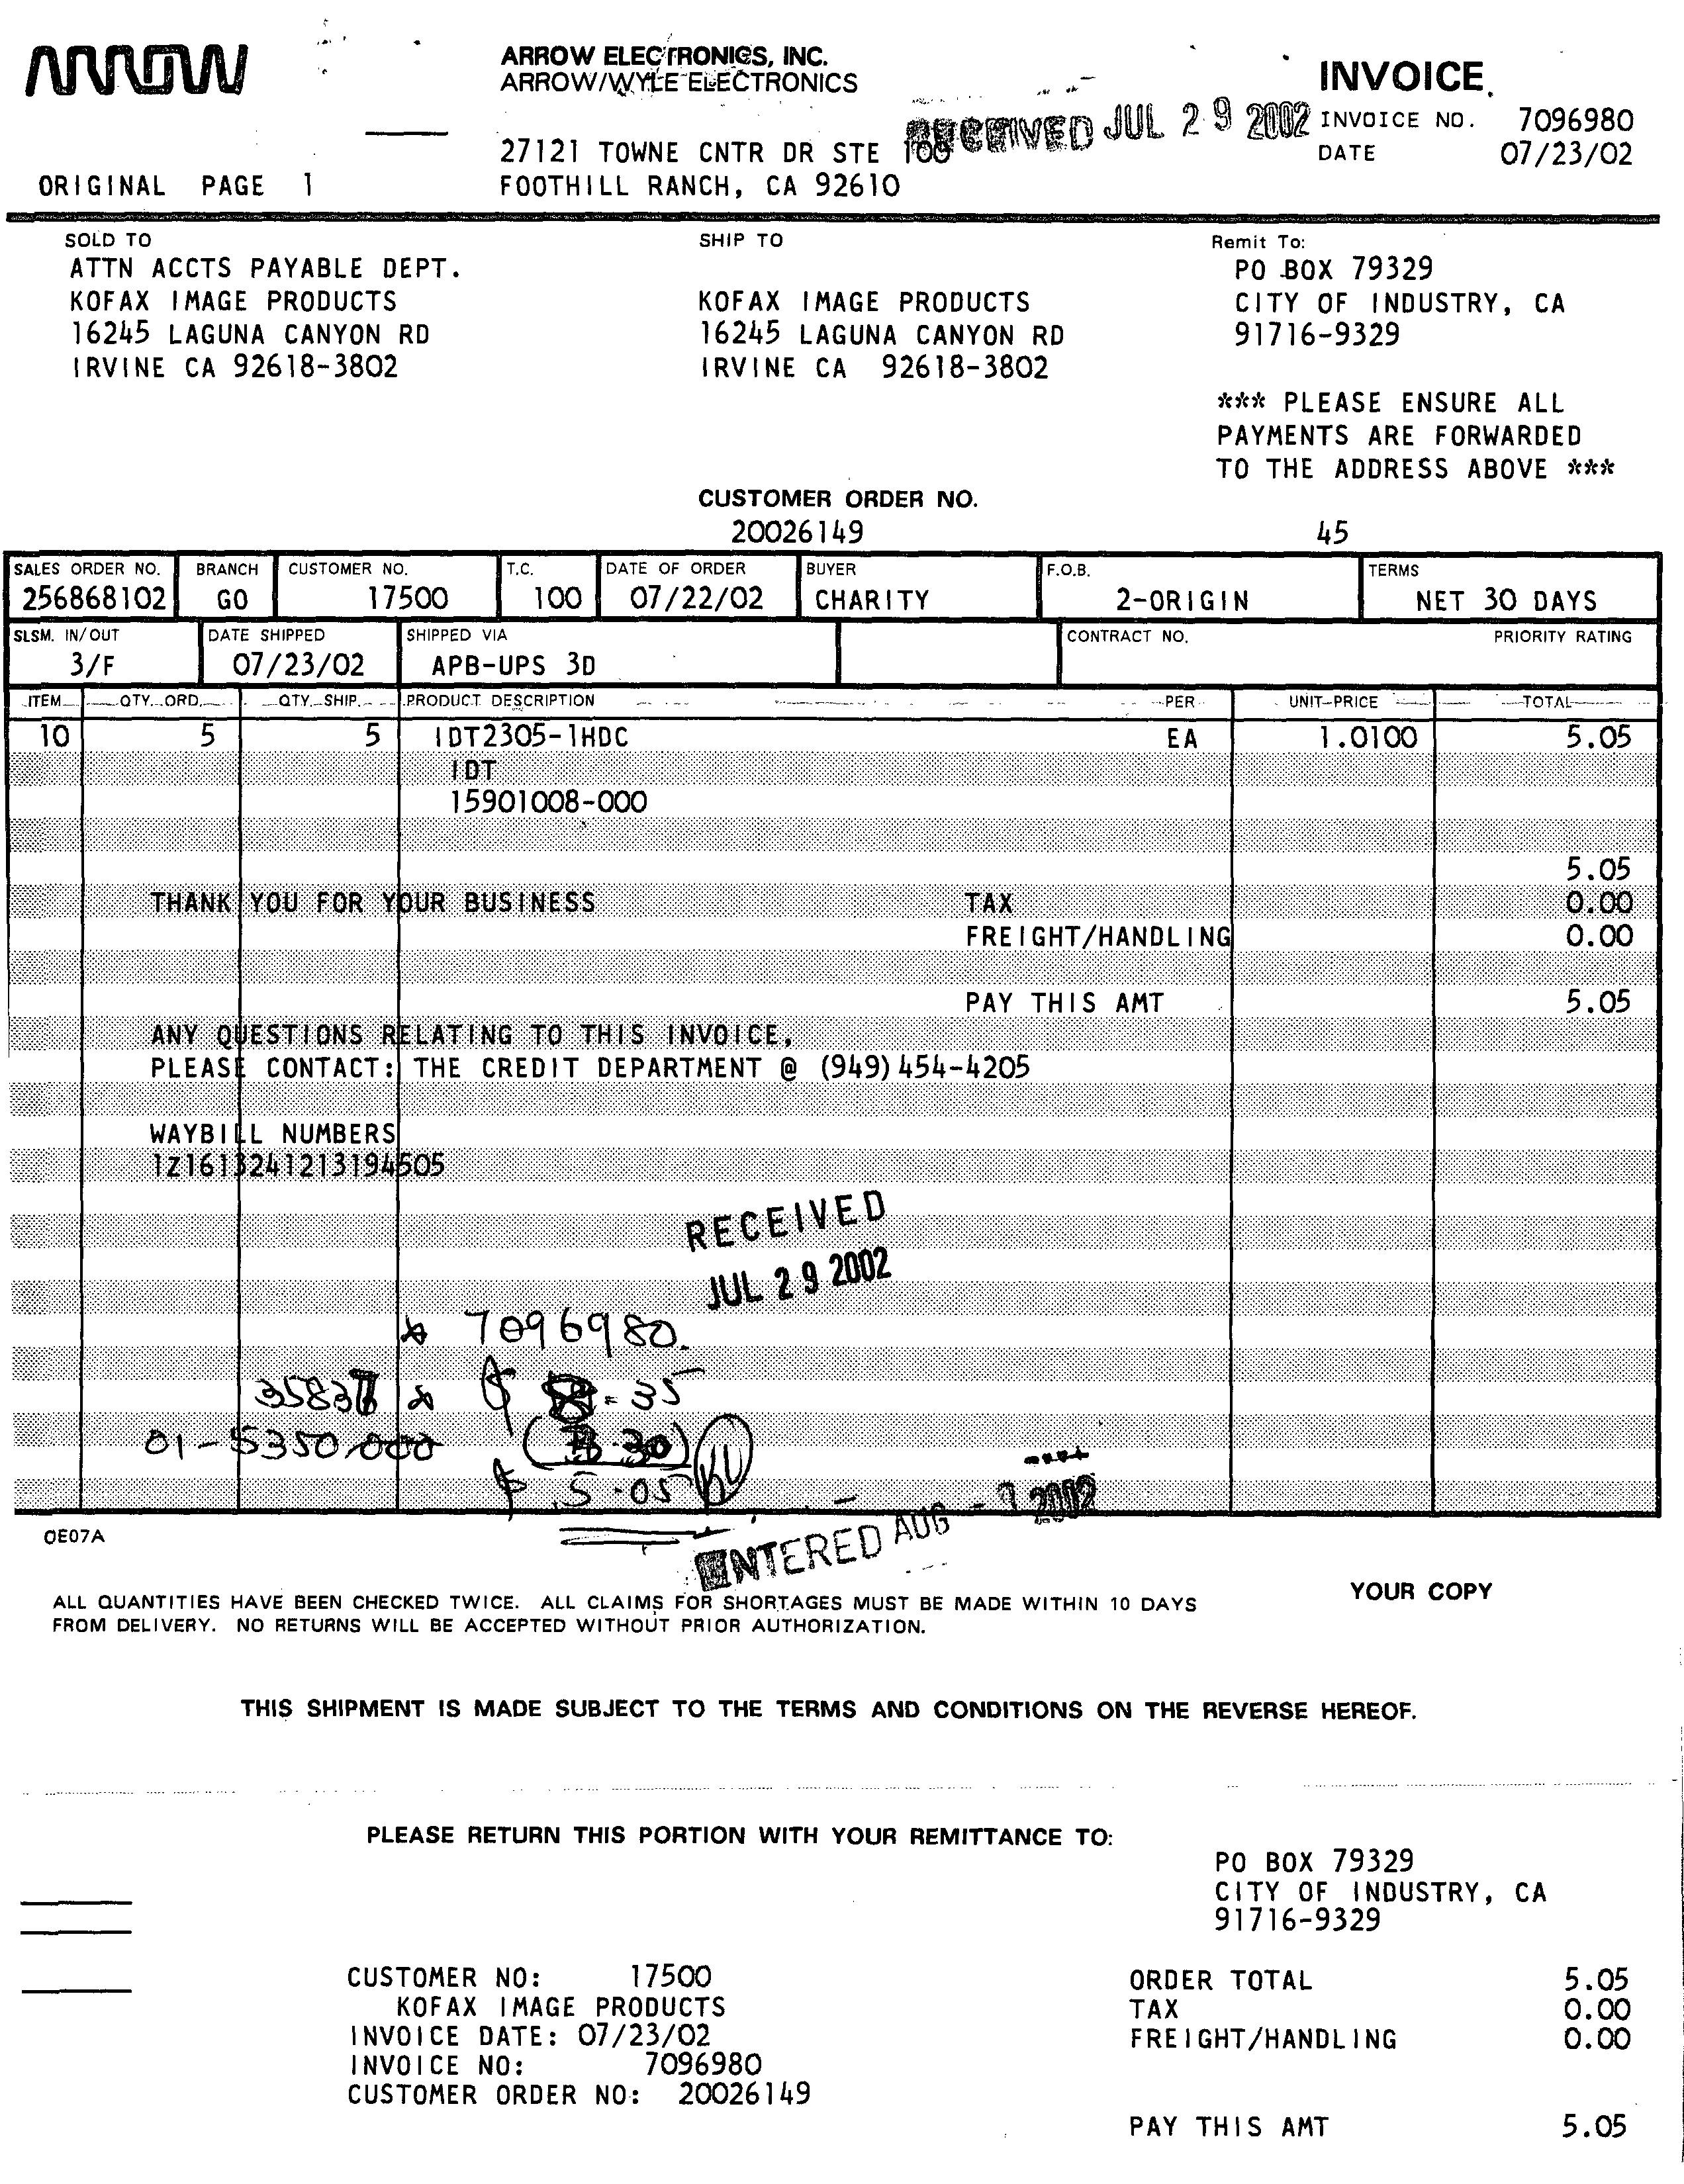 ARROW
ARROW ELECTRONICS, INC.
ARROW/WYLE ELECTRONICS
27121 TOWNE CNTR DR STE 100
FOOTHILL RANCH, CA 92610
RECEIVED JUL 29 2002
INVOICE
INVOICE NO. 7096980
DATE 07/23/02
ORIGINAL PAGE 1
SOLD TO
ATTN ACCTS PAYABLE DEPT.
KOFAX IMAGE PRODUCTS
16245 LAGUNA CANYON RD
IRVINE CA 92618-3802
SHIP TO
KOFAX IMAGE PRODUCTS
16245 LAGUNA CANYON RD
IRVINE CA 92618-3802
Remit To:
PO BOX 79329
CITY OF INDUSTRY, CA
91716-9329
*** PLEASE ENSURE ALL
PAYMENTS ARE FORWARDED
TO THE ADDRESS ABOVE ***
CUSTOMER ORDER NO.
20026149 45
SALES ORDER NO. BRANCH CUSTOMER NO. T.C. DATE OF ORDER BUYER F.O.B. TERMS
256868102 GO 17500 100 07/22/02 CHARITY 2-ORIGIN NET 30 DAYS
SLSM. IN/OUT DATE SHIPPED SHIPPED VIA CONTRACT NO. PRIORITY RATING
3/F 07/23/02 APB-UPS 3D
ITEM QTY. ORD. QTY. SHIP. PRODUCT DESCRIPTION PER UNIT PRICE TOTAL
10 5 5 IDT2305-1HDC EA 1.0100 5.05
IDT
15901008-000
5.05
THANK YOU FOR YOUR BUSINESS TAX 0.00
FREIGHT/HANDLING 0.00
PAY THIS AMT 5.05
ANY QUESTIONS RELATING TO THIS INVOICE,
PLEASE CONTACT: THE CREDIT DEPARTMENT @ (949)454-4205
WAYBILL NUMBERS
1Z1613241213194505
RECEIVED
JUL 29 2002
7096980.
01-5350-000
$ 5.05
ENTERED AUG - 9 2002
OE07A
ALL QUANTITIES HAVE BEEN CHECKED TWICE. ALL CLAIMS FOR SHORTAGES MUST BE MADE WITHIN 10 DAYS
FROM DELIVERY. NO RETURNS WILL BE ACCEPTED WITHOUT PRIOR AUTHORIZATION.
YOUR COPY
THIS SHIPMENT IS MADE SUBJECT TO THE TERMS AND CONDITIONS ON THE REVERSE HEREOF.
PLEASE RETURN THIS PORTION WITH YOUR REMITTANCE TO:
PO BOX 79329
CITY OF INDUSTRY, CA
91716-9329
CUSTOMER NO: 17500
KOFAX IMAGE PRODUCTS
INVOICE DATE: 07/23/02
INVOICE NO: 7096980
CUSTOMER ORDER NO: 20026149
ORDER TOTAL 5.05
TAX 0.00
FREIGHT/HANDLING 0.00
PAY THIS AMT 5.05